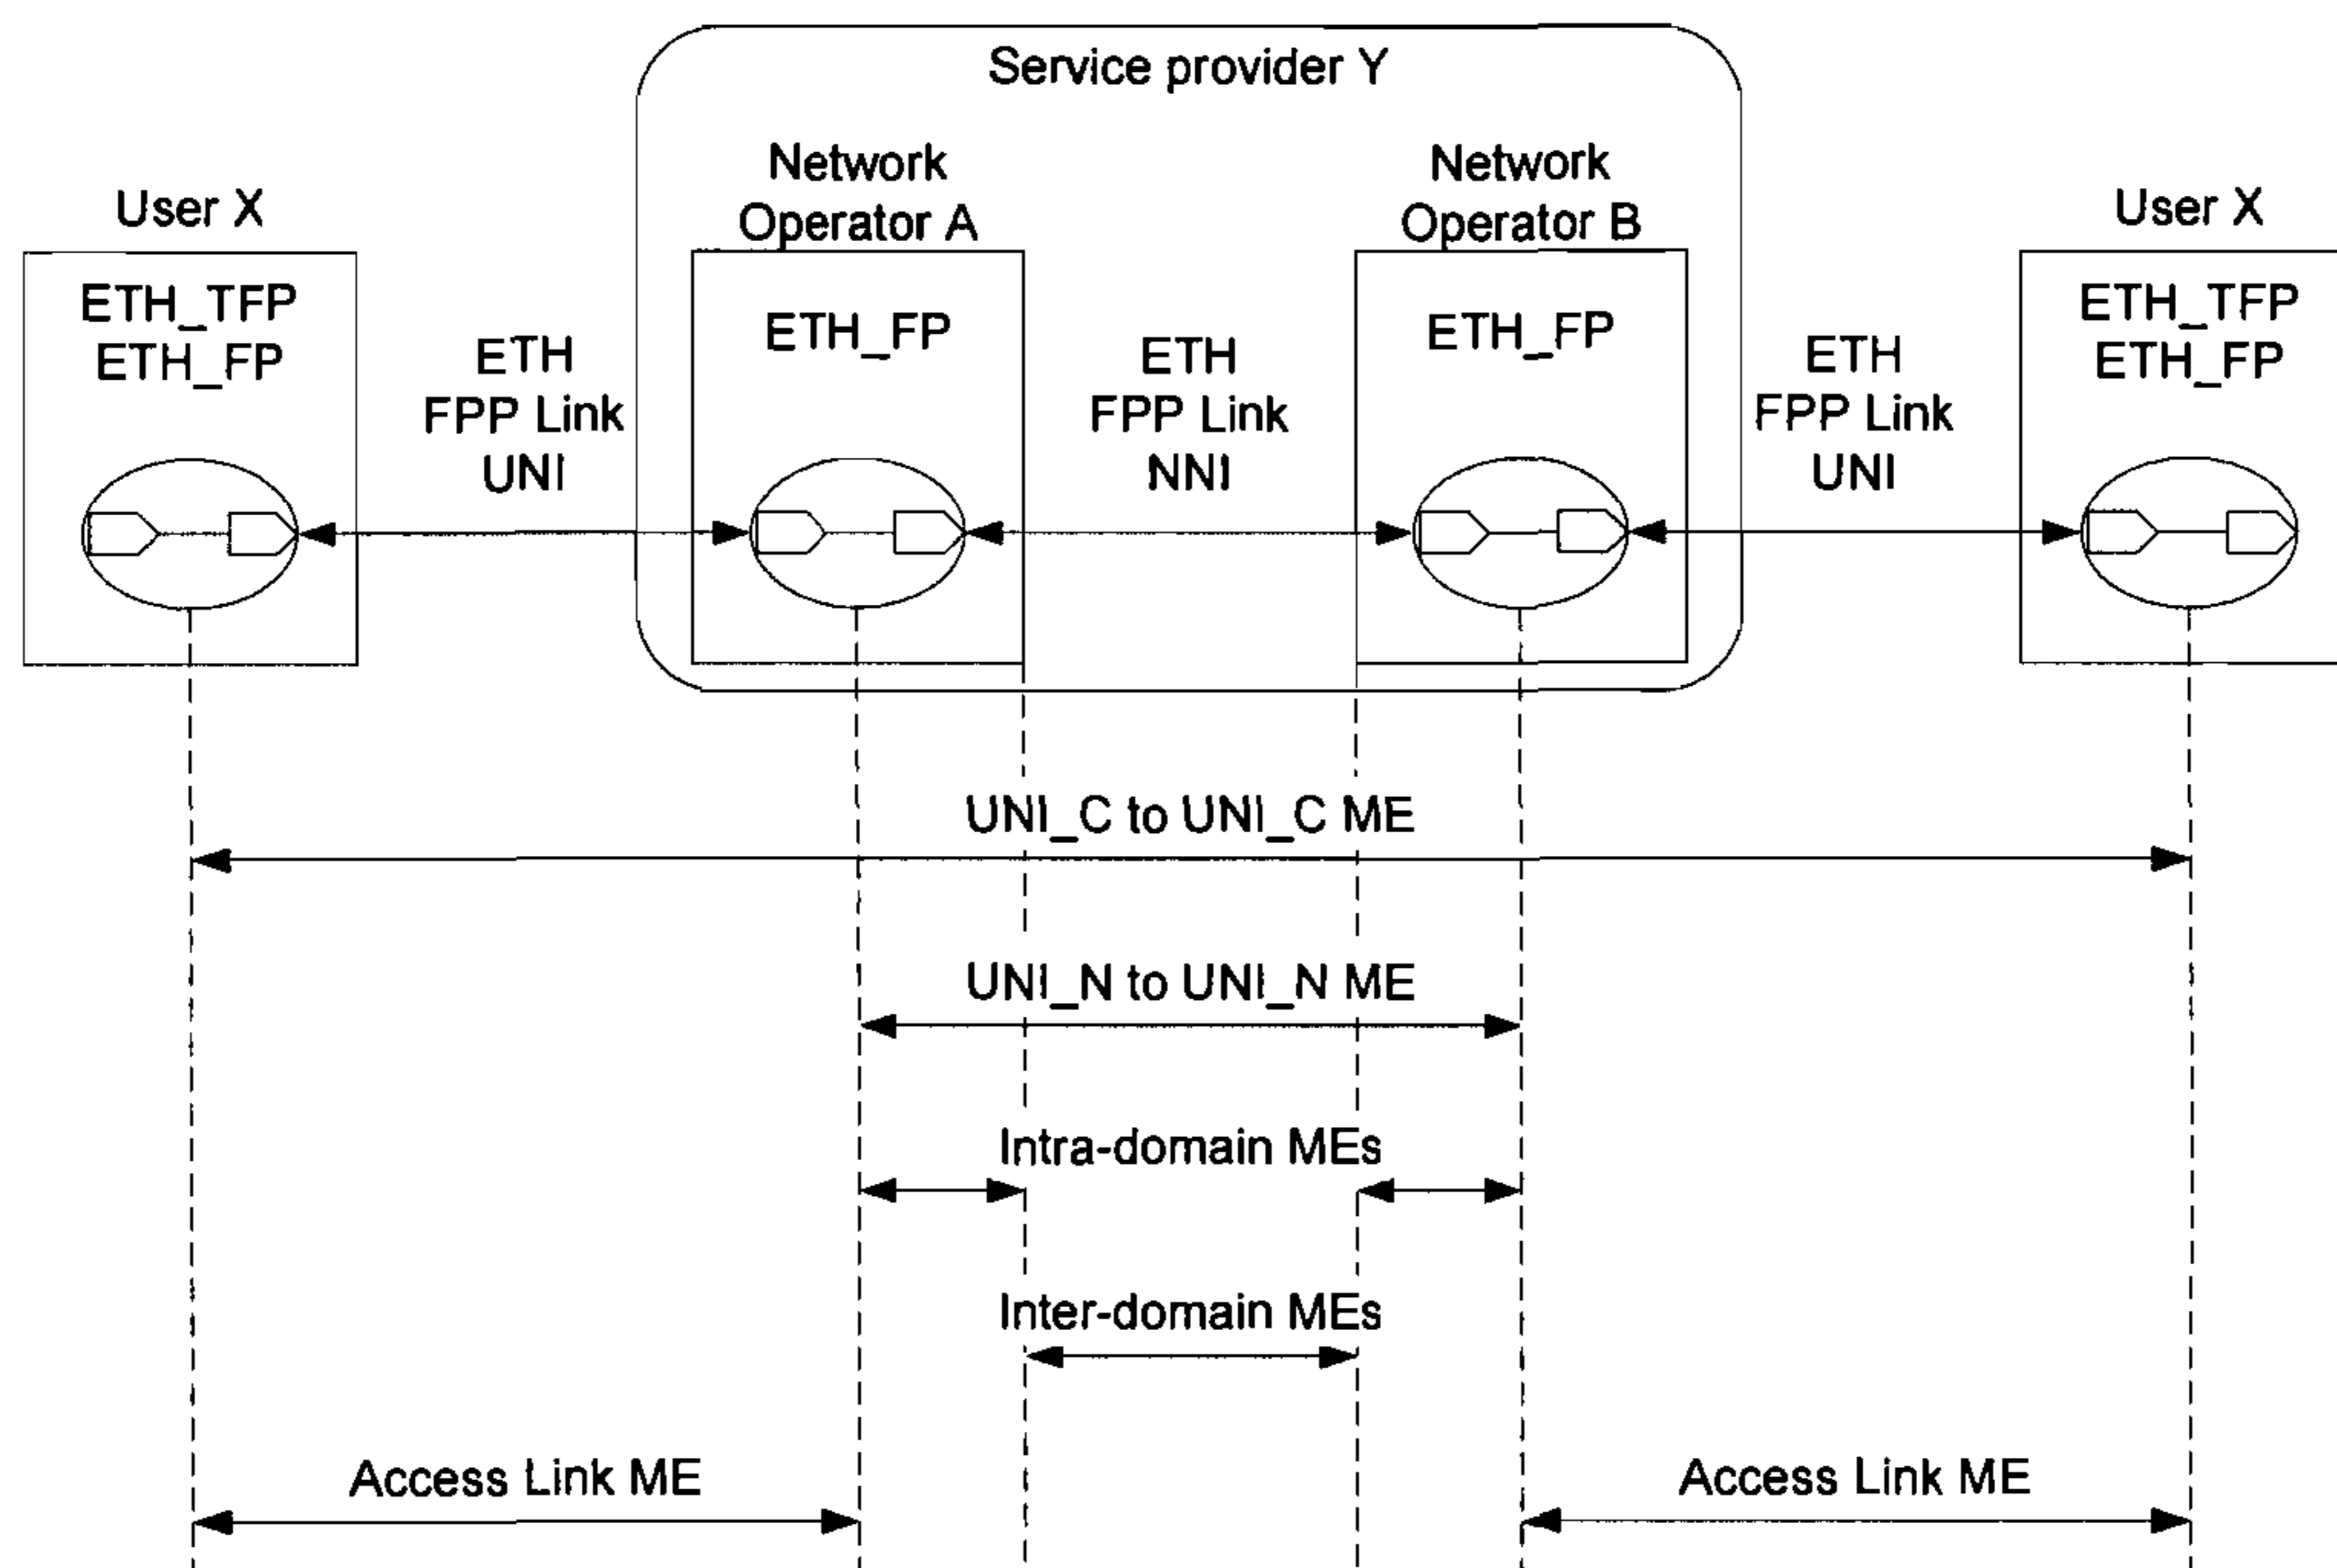 Service provider Y
Network
Operator A
Network
Operator B
User X
User X
ETH_TFP
ETH_FP
ETH
FPP Link
UNI
ETH_FP
ETH
FPP Link
NNI
ETH_FP
ETH
FPP Link
UNI
ETH_TFP
ETH_FP
UNI_C to UNI_C ME
UNI_N to UNI_N ME
Intra-domain MEs
Inter-domain MEs
Access Link ME
Access Link ME